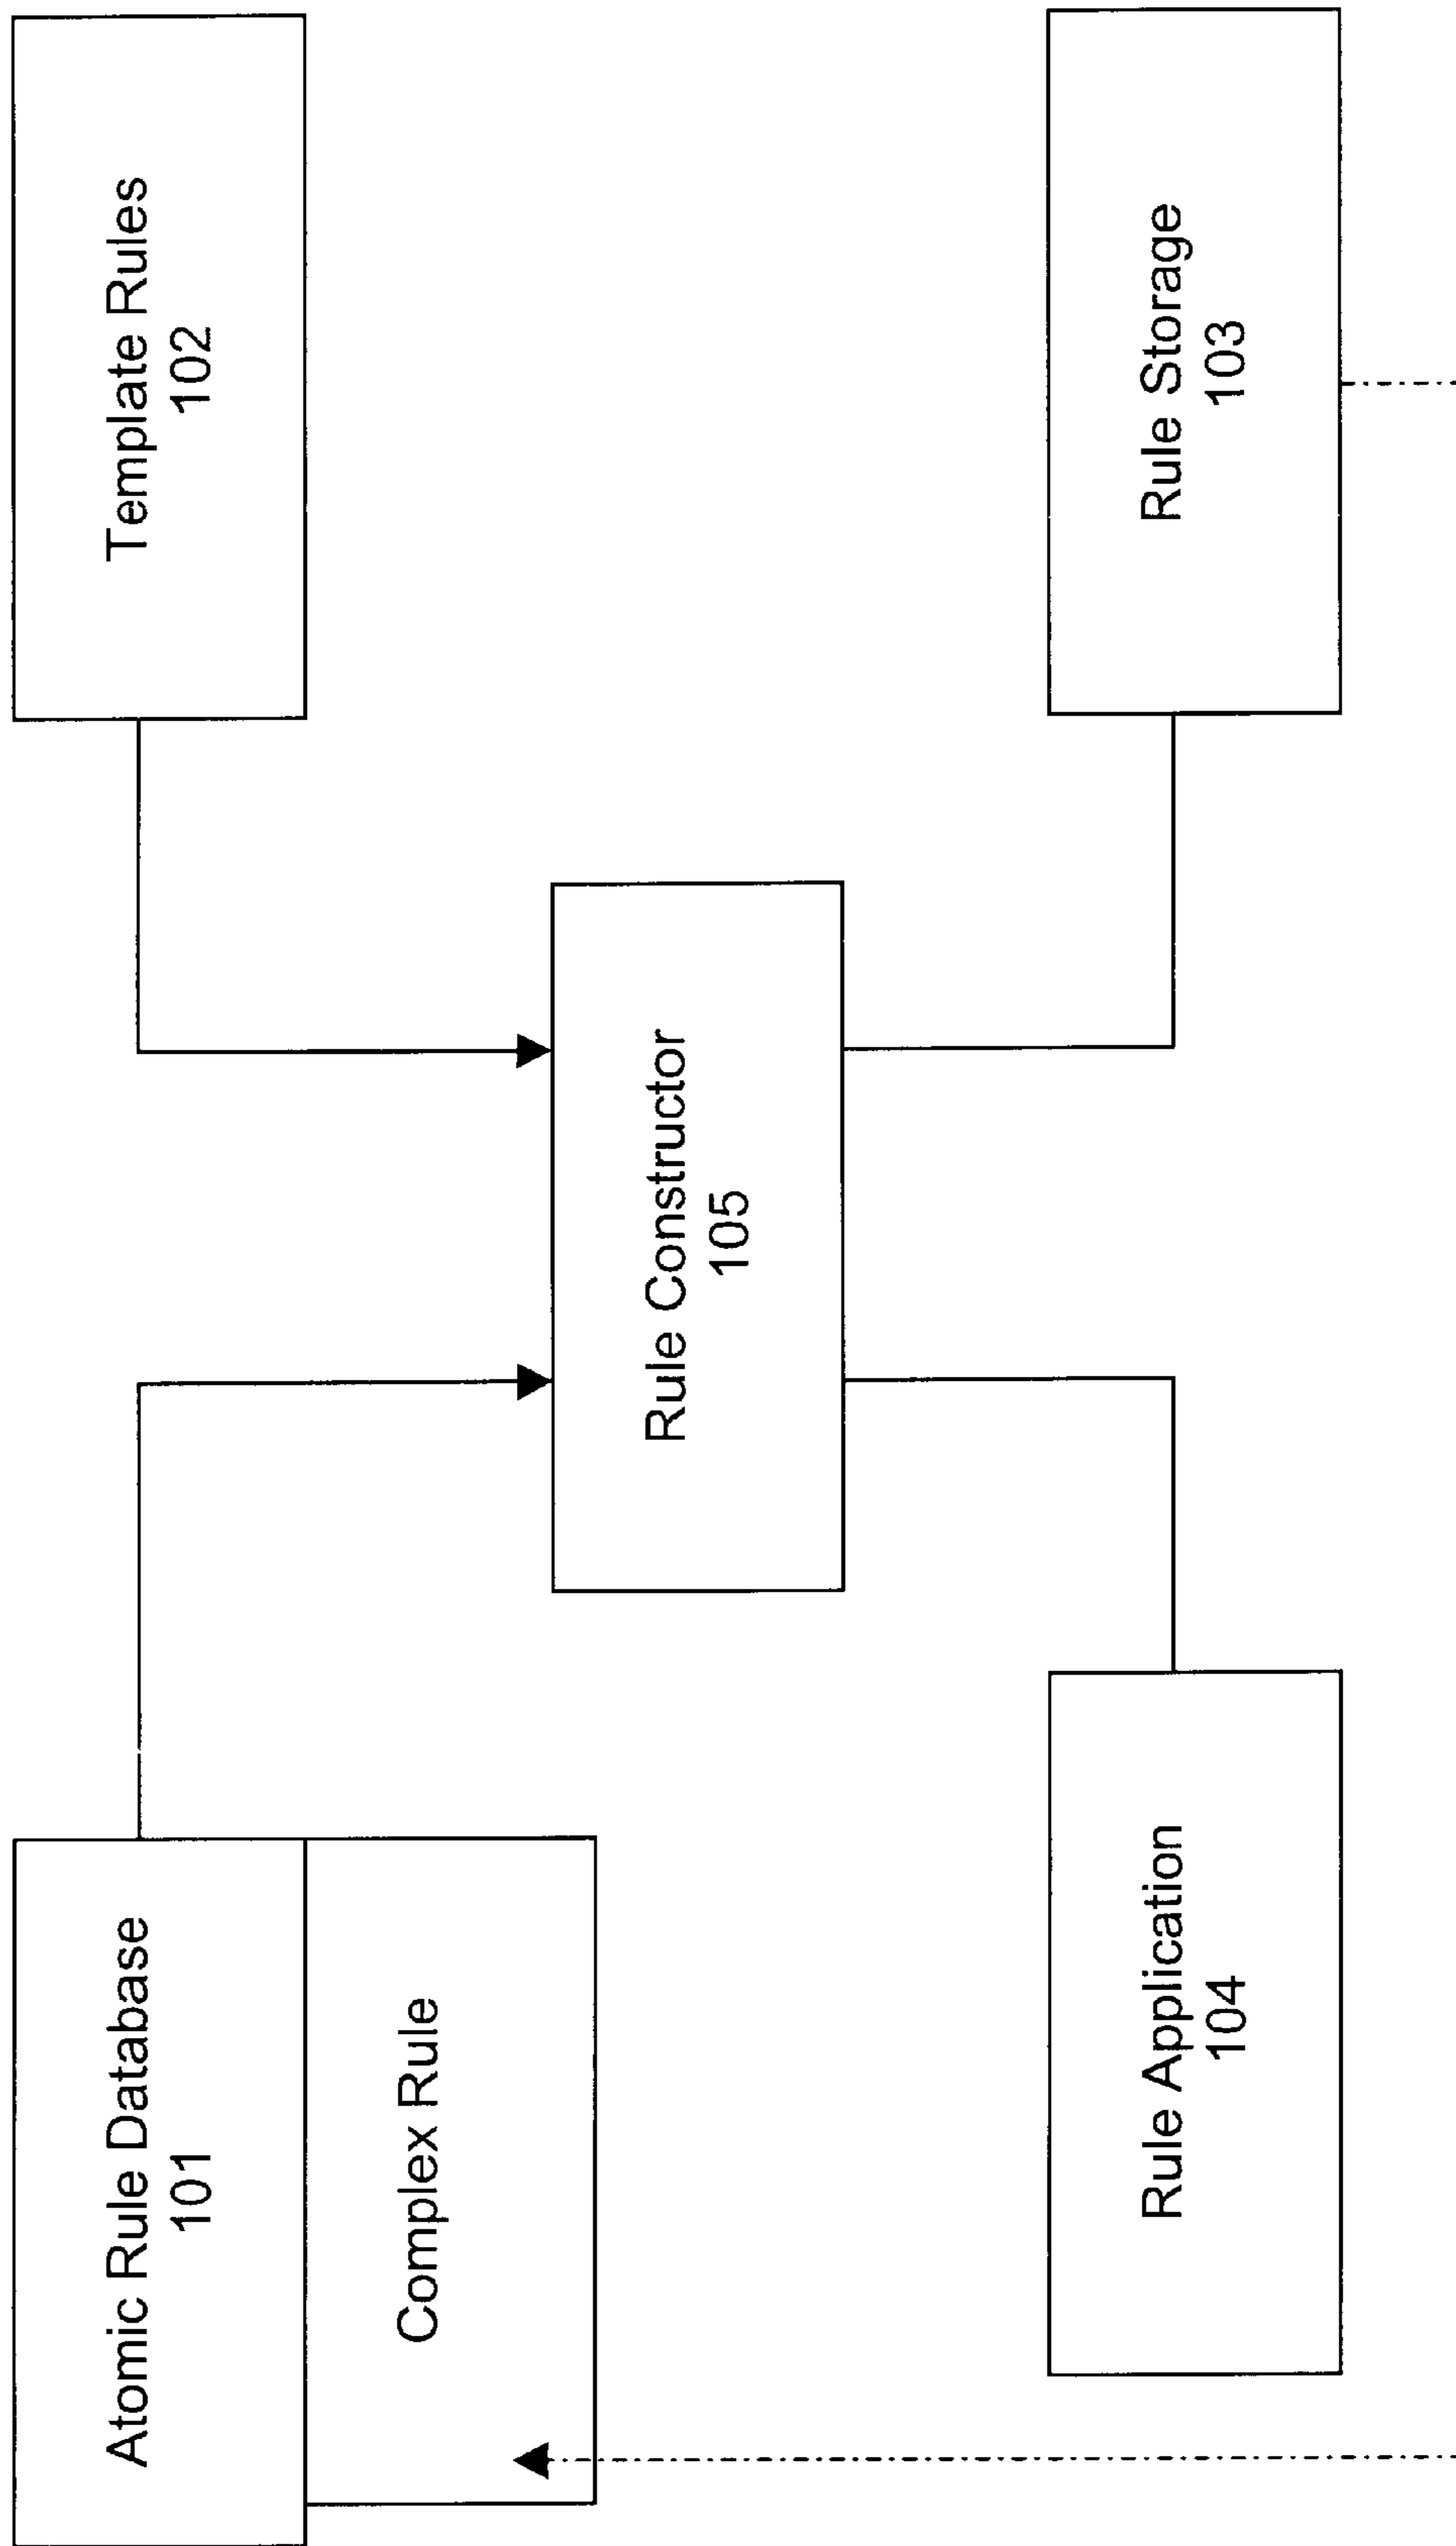 Atomic Rule Database
101
Complex Rule
Template Rules
102
Rule Constructor
105
Rule Application
104
Rule Storage
103